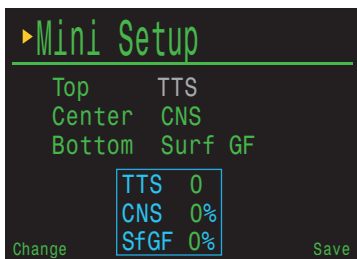 Mini Setup
Top TTS
Center CNS
Bottom Surf GF
TTS 0
CNS 0%
SfGF 0%
Change Save